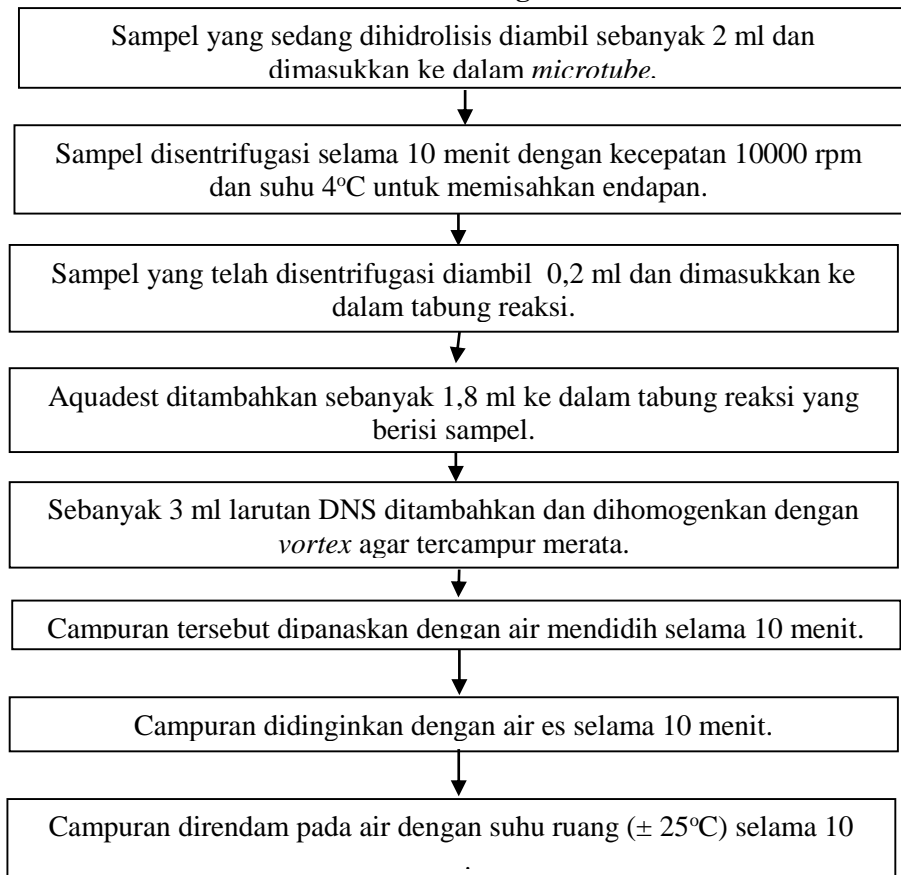 Sampel yang sedang dihidrolisis diambil sebanyak 2 ml dan
dimasukkan ke dalam microtube.
Sampel disentrifugasi selama 10 menit dengan kecepatan 10000 rpm
dan suhu 4°C untuk memisahkan endapan.
Sampel yang telah disentrifugasi diambil 0,2 ml dan dimasukkan ke
dalam tabung reaksi.
Aquadest ditambahkan sebanyak 1,8 ml ke dalam tabung reaksi yang
berisi sampel.
Sebanyak 3 ml larutan DNS ditambahkan dan dihomogenkan dengan
vortex agar tercampur merata.
Campuran tersebut dipanaskan dengan air mendidih selama 10 menit.
Campuran didinginkan dengan air es selama 10 menit.
Campuran direndam pada air dengan suhu ruang (± 25°C) selama 10